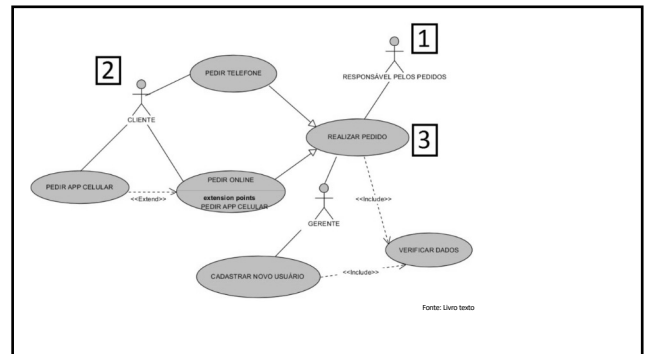 1
RESPONSÁVEL PELOS PEDIDOS
2
PEDIR TELEFONE
CLIENTE
REALIZAR PEDIDO
3
PEDIR APP CELULAR
<<Extend>>
PEDIR ONLINE
extension points
PEDIR APP CELULAR
<<Include>>
GERENTE
VERIFICAR DADOS
CADASTRAR NOVO USUÁRIO
<<Include>>
Fonte: Livro texto